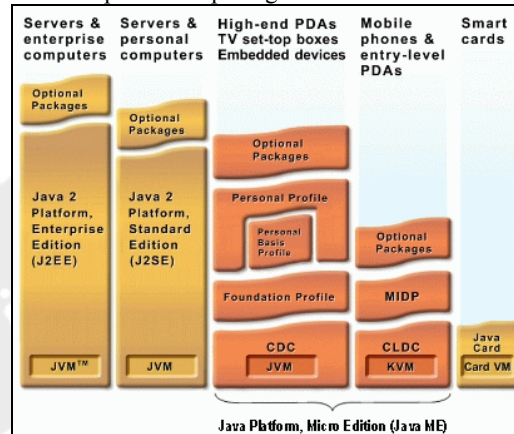 Servers &
enterprise
computers
Servers &
personal
computers
High-end PDAs
TV set-top boxes
Embedded devices
Mobile
phones &
entry-level
PDAs
Smart
cards
Optional
Packages
Java 2
Platform,
Enterprise
Edition
(J2EE)
JVM™
Optional
Packages
Java 2
Platform,
Standard
Edition
(J2SE)
JVM
Optional
Packages
Personal Profile
Personal
Basis
Profile
Foundation Profile
CDC
JVM
Optional
Packages
MIDP
CLDC
KVM
Java
Card
Card VM
Java Platform, Micro Edition (Java ME)